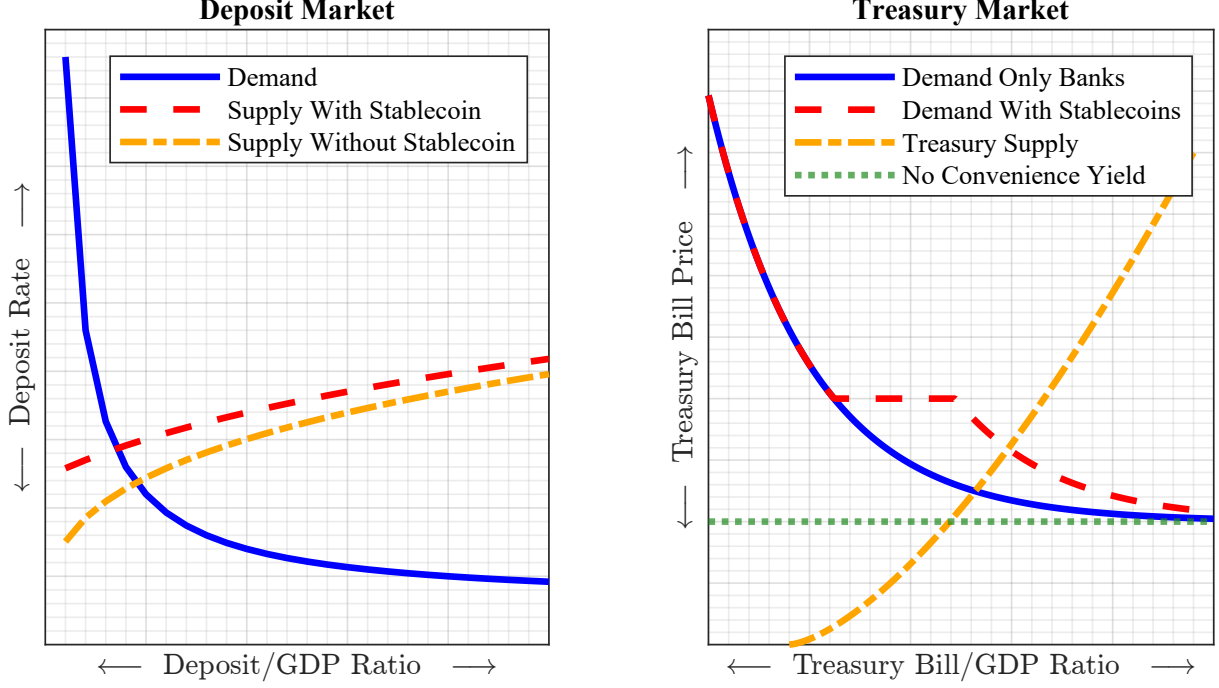 Deposit Market
Demand
Supply With Stablecoin
Supply Without Stablecoin
⟵ Deposit Rate ⟶
⟵ Deposit/GDP Ratio ⟶
Treasury Market
Demand Only Banks
Demand With Stablecoins
Treasury Supply
No Convenience Yield
⟵ Treasury Bill Price ⟶
⟵ Treasury Bill/GDP Ratio ⟶